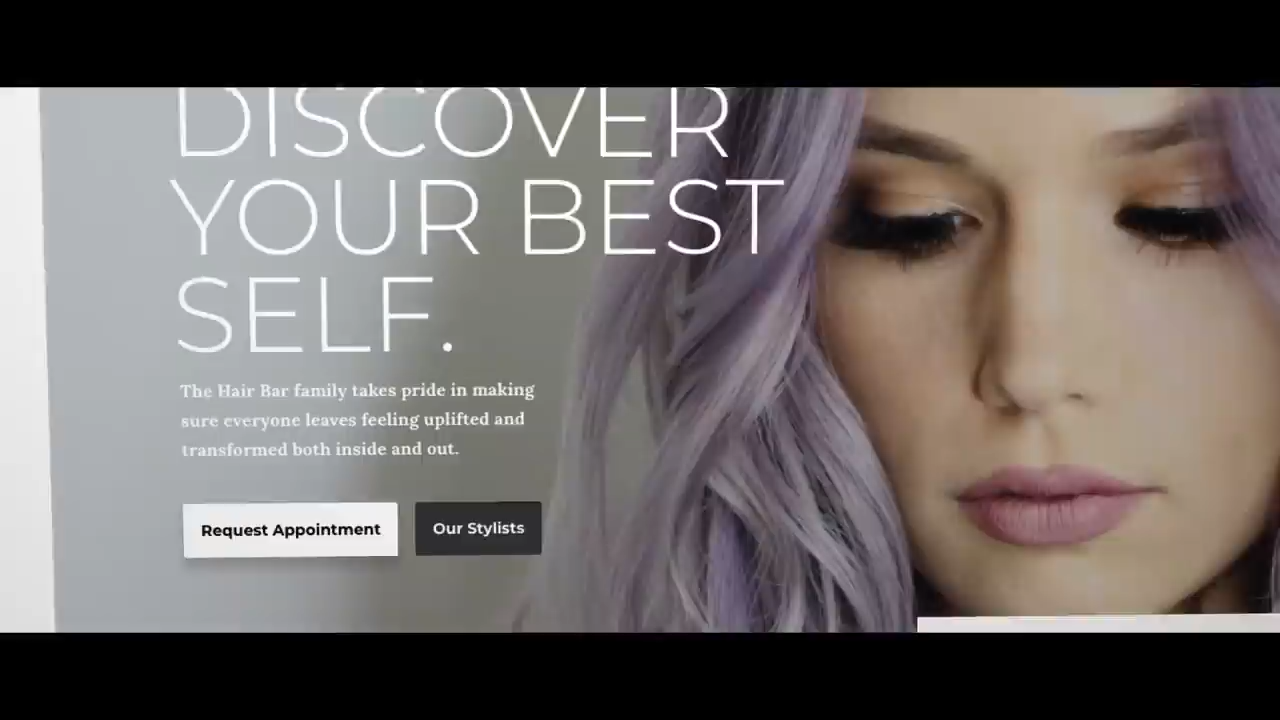 DISCOVER
YOUR BEST
SELF.
The Hair Bar family takes pride in making
sure everyone leaves feeling uplifted and
transformed both inside and out.
Request Appointment
Our Stylists